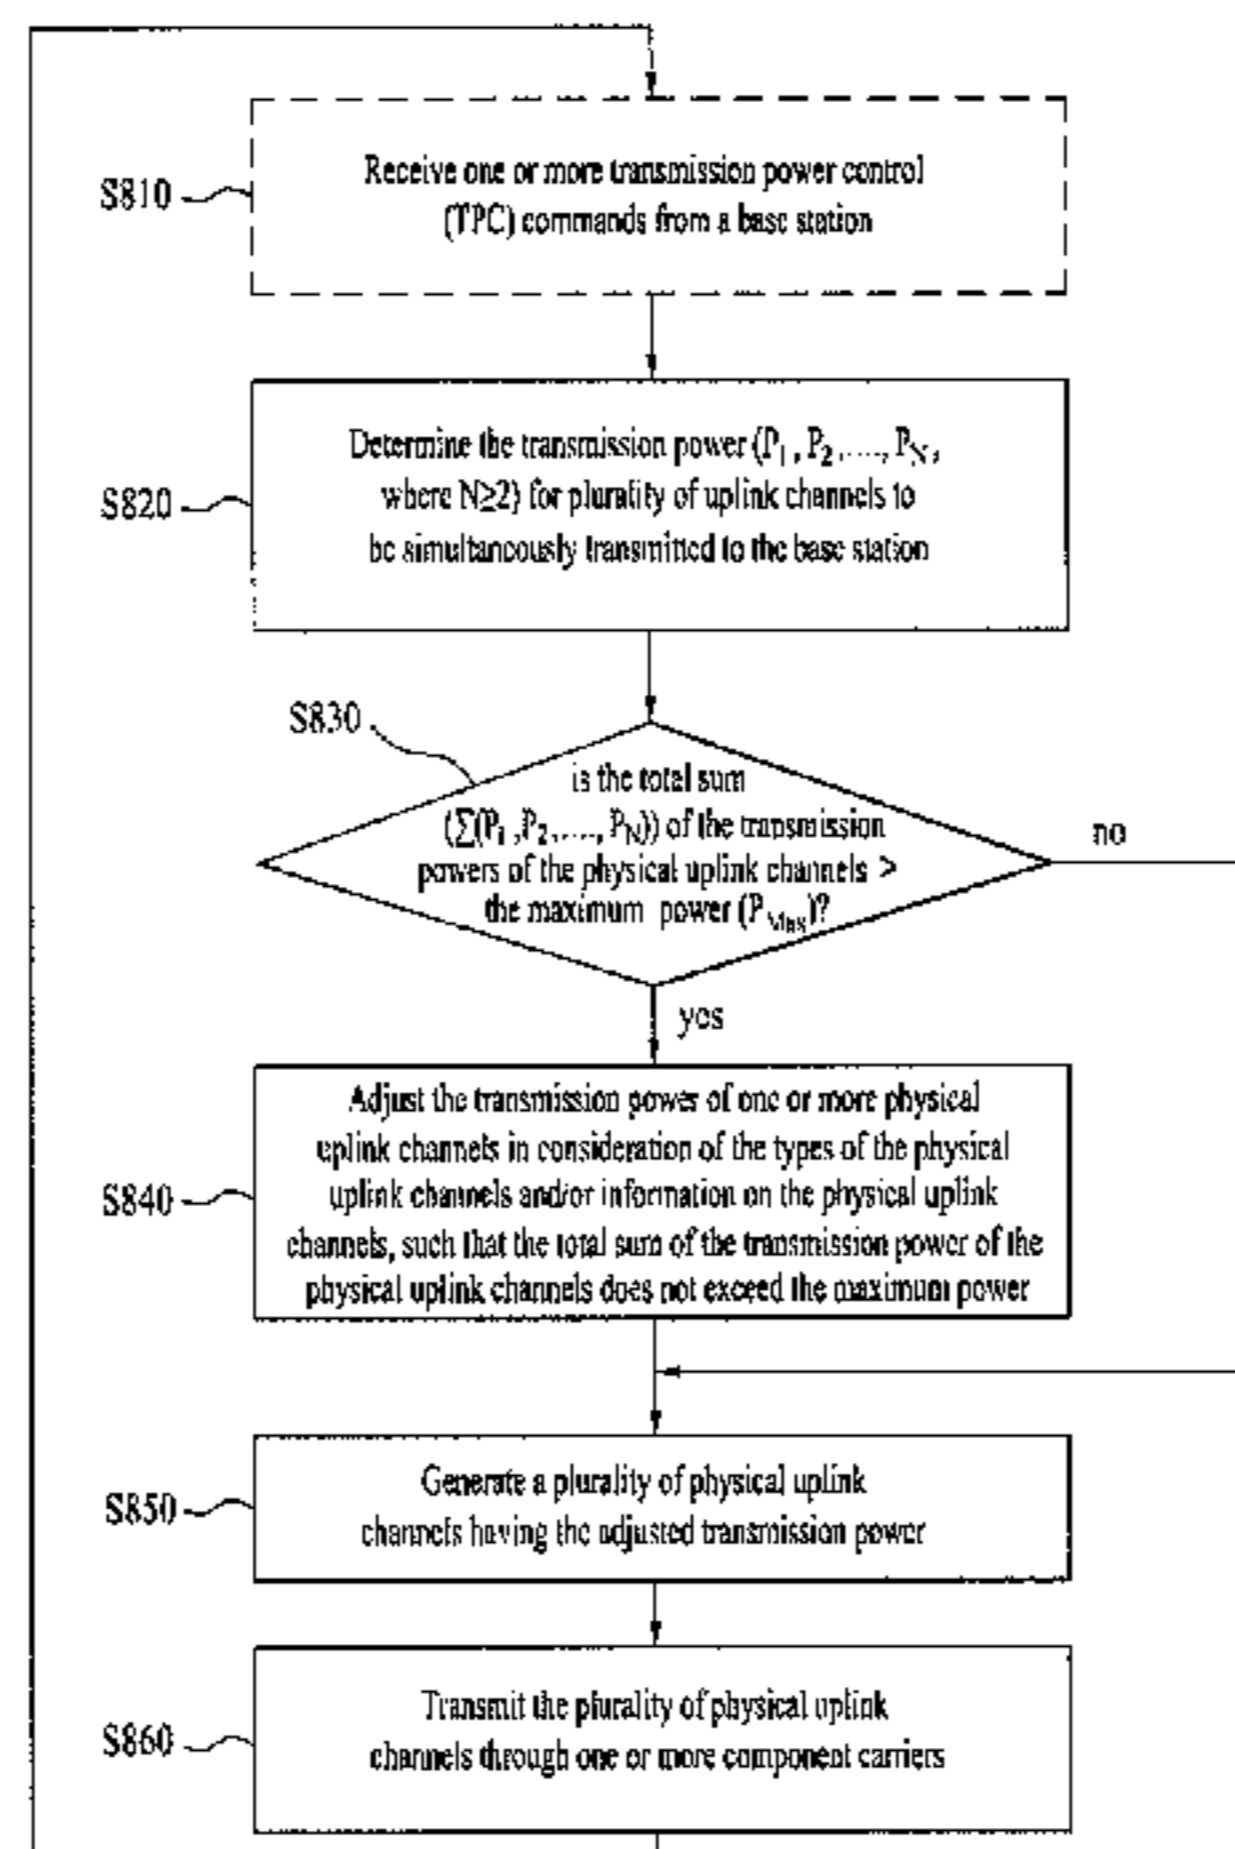 S810
Receive one or more transmission power control
(TPC) commands from a base station
S820
Determine the transmission power (P1, P2, ...., PN,
where N≥2) for plurality of uplink channels to
be simultaneously transmitted to the base station
S830
is the total sum
(∑(P1,P2,...., PN)) of the transmission
powers of the physical uplink channels >
the maximum power (PMax)?
no
yes
S840
Adjust the transmission power of one or more physical
uplink channels in consideration of the types of the physical
uplink channels and/or information on the physical uplink
channels, such that the total sum of the transmission power of the
physical uplink channels does not exceed the maximum power
S850
Generate a plurality of physical uplink
channels having the adjusted transmission power
S860
Transmit the plurality of physical uplink
channels through one or more component carriers